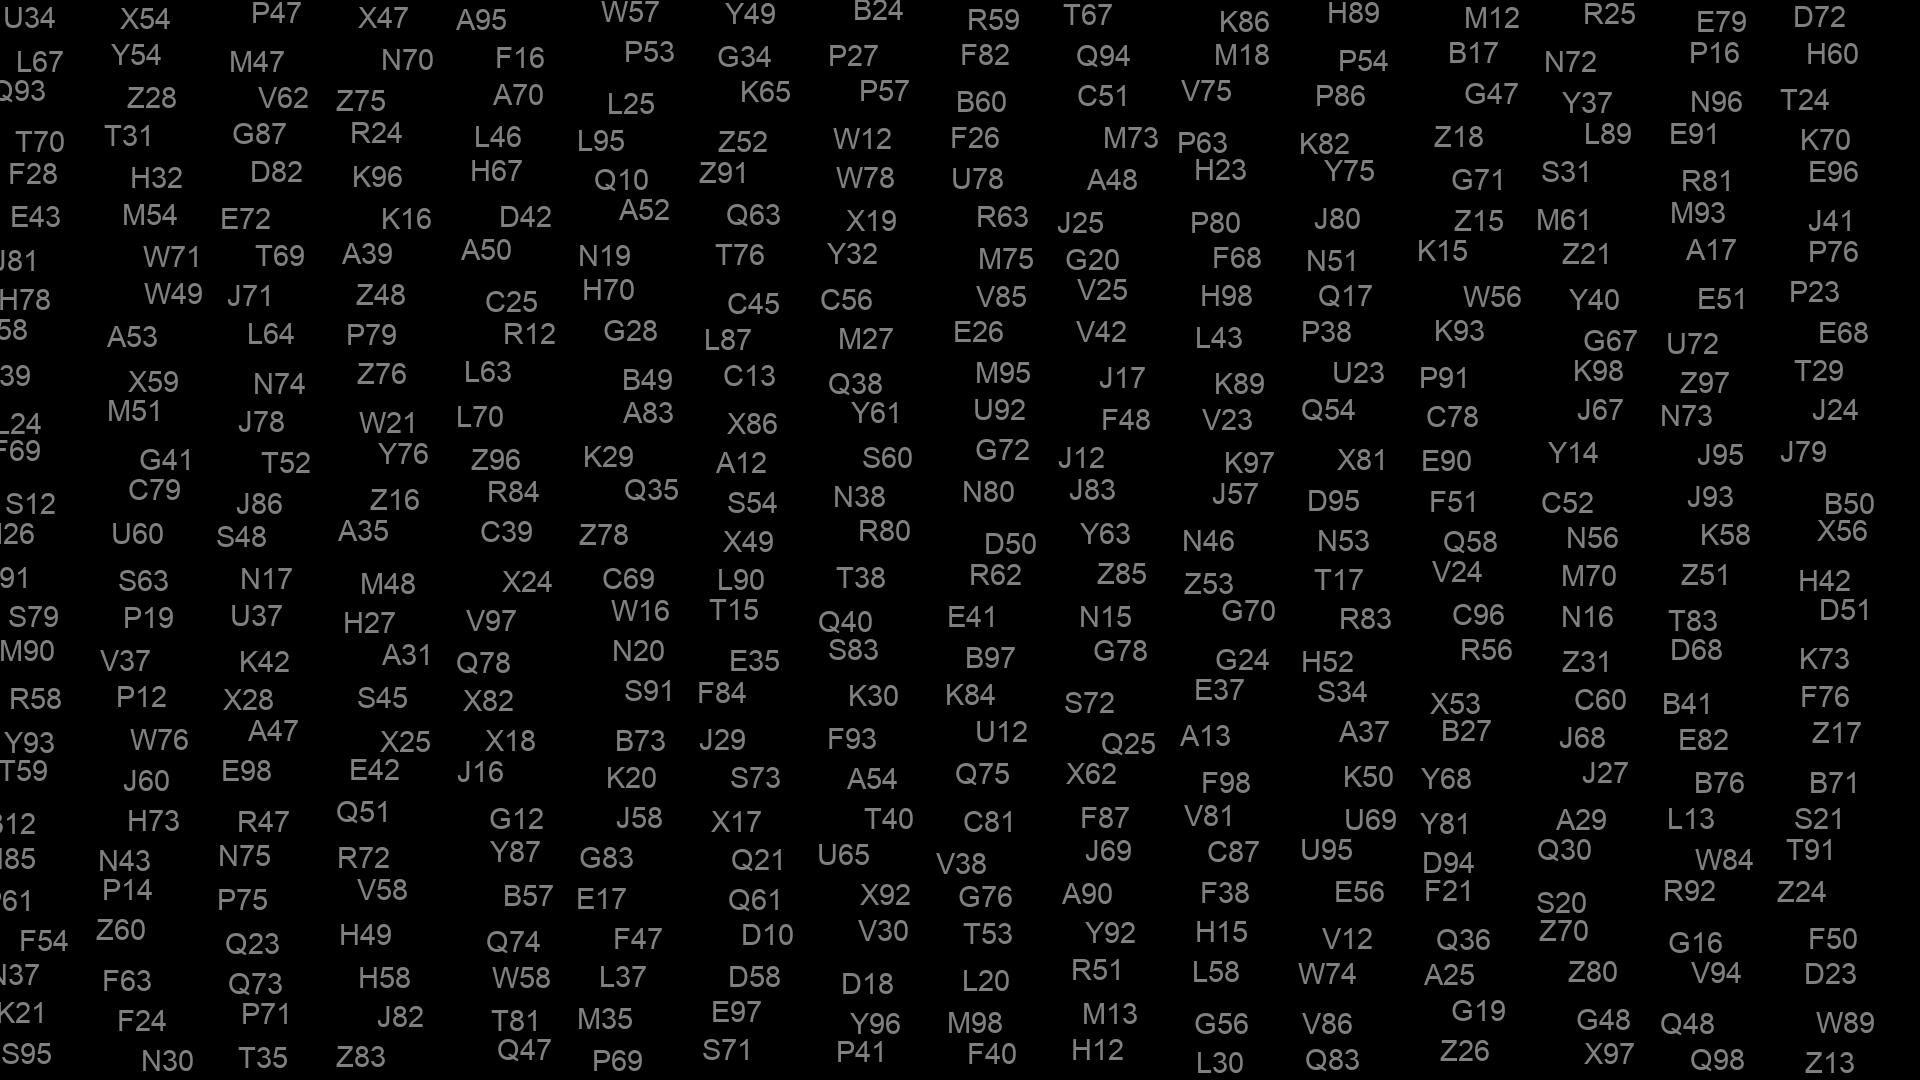 U34 X54 P47 X47 A95 W57 Y49 B24 R59 T67 K86 H89 M12 R25 E79 D72
L67 Y54 M47 N70 F16 P53 G34 P27 F82 Q94 M18 P54 B17 N72 P16 H60
Q93 Z28 V62 Z75 A70 L25 K65 P57 B60 C51 V75 P86 G47 Y37 N96 T24
T70 T31 G87 R24 L46 L95 Z52 W12 F26 M73 P63 K82 Z18 L89 E91 K70
F28 H32 D82 K96 H67 Q10 Z91 W78 U78 A48 H23 Y75 G71 S31 R81 E96
E43 M54 E72 K16 D42 A52 Q63 X19 R63 J25 P80 J80 Z15 M61 M93 J41
J81 W71 T69 A39 A50 N19 T76 Y32 M75 G20 F68 N51 K15 Z21 A17 P76
H78 W49 J71 Z48 C25 H70 C45 C56 V85 V25 H98 Q17 W56 Y40 E51 P23
58 A53 L64 P79 R12 G28 L87 M27 E26 V42 L43 P38 K93 G67 U72 E68
39 X59 N74 Z76 L63 B49 C13 Q38 M95 J17 K89 U23 P91 K98 Z97 T29
L24 M51 J78 W21 L70 A83 X86 Y61 U92 F48 V23 Q54 C78 J67 N73 J24
F69 G41 T52 Y76 Z96 K29 A12 S60 G72 J12 K97 X81 E90 Y14 J95 J79
S12 C79 J86 Z16 R84 Q35 S54 N38 N80 J83 J57 D95 F51 C52 J93 B50
26 U60 S48 A35 C39 Z78 X49 R80 D50 Y63 N46 N53 Q58 N56 K58 X56
91 S63 N17 M48 X24 C69 L90 T38 R62 Z85 Z53 T17 V24 M70 Z51 H42
S79 P19 U37 H27 V97 W16 T15 Q40 E41 N15 G70 R83 C96 N16 T83 D51
M90 V37 K42 A31 Q78 N20 E35 S83 B97 G78 G24 H52 R56 Z31 D68 K73
R58 P12 X28 S45 X82 S91 F84 K30 K84 S72 E37 S34 X53 C60 B41 F76
Y93 W76 A47 X25 X18 B73 J29 F93 U12 Q25 A13 A37 B27 J68 E82 Z17
T59 J60 E98 E42 J16 K20 S73 A54 Q75 X62 F98 K50 Y68 J27 B76 B71
12 H73 R47 Q51 G12 J58 X17 T40 C81 F87 V81 U69 Y81 A29 L13 S21
85 N43 N75 R72 Y87 G83 Q21 U65 V38 J69 C87 U95 D94 Q30 W84 T91
61 P14 P75 V58 B57 E17 Q61 X92 G76 A90 F38 E56 F21 S20 R92 Z24
F54 Z60 Q23 H49 Q74 F47 D10 V30 T53 Y92 H15 V12 Q36 Z70 G16 F50
N37 F63 Q73 H58 W58 L37 D58 D18 L20 R51 L58 W74 A25 Z80 V94 D23
K21 F24 P71 J82 T81 M35 E97 Y96 M98 M13 G56 V86 G19 G48 Q48 W89
S95 N30 T35 Z83 Q47 P69 S71 P41 F40 H12 L30 Q83 Z26 X97 Q98 Z13